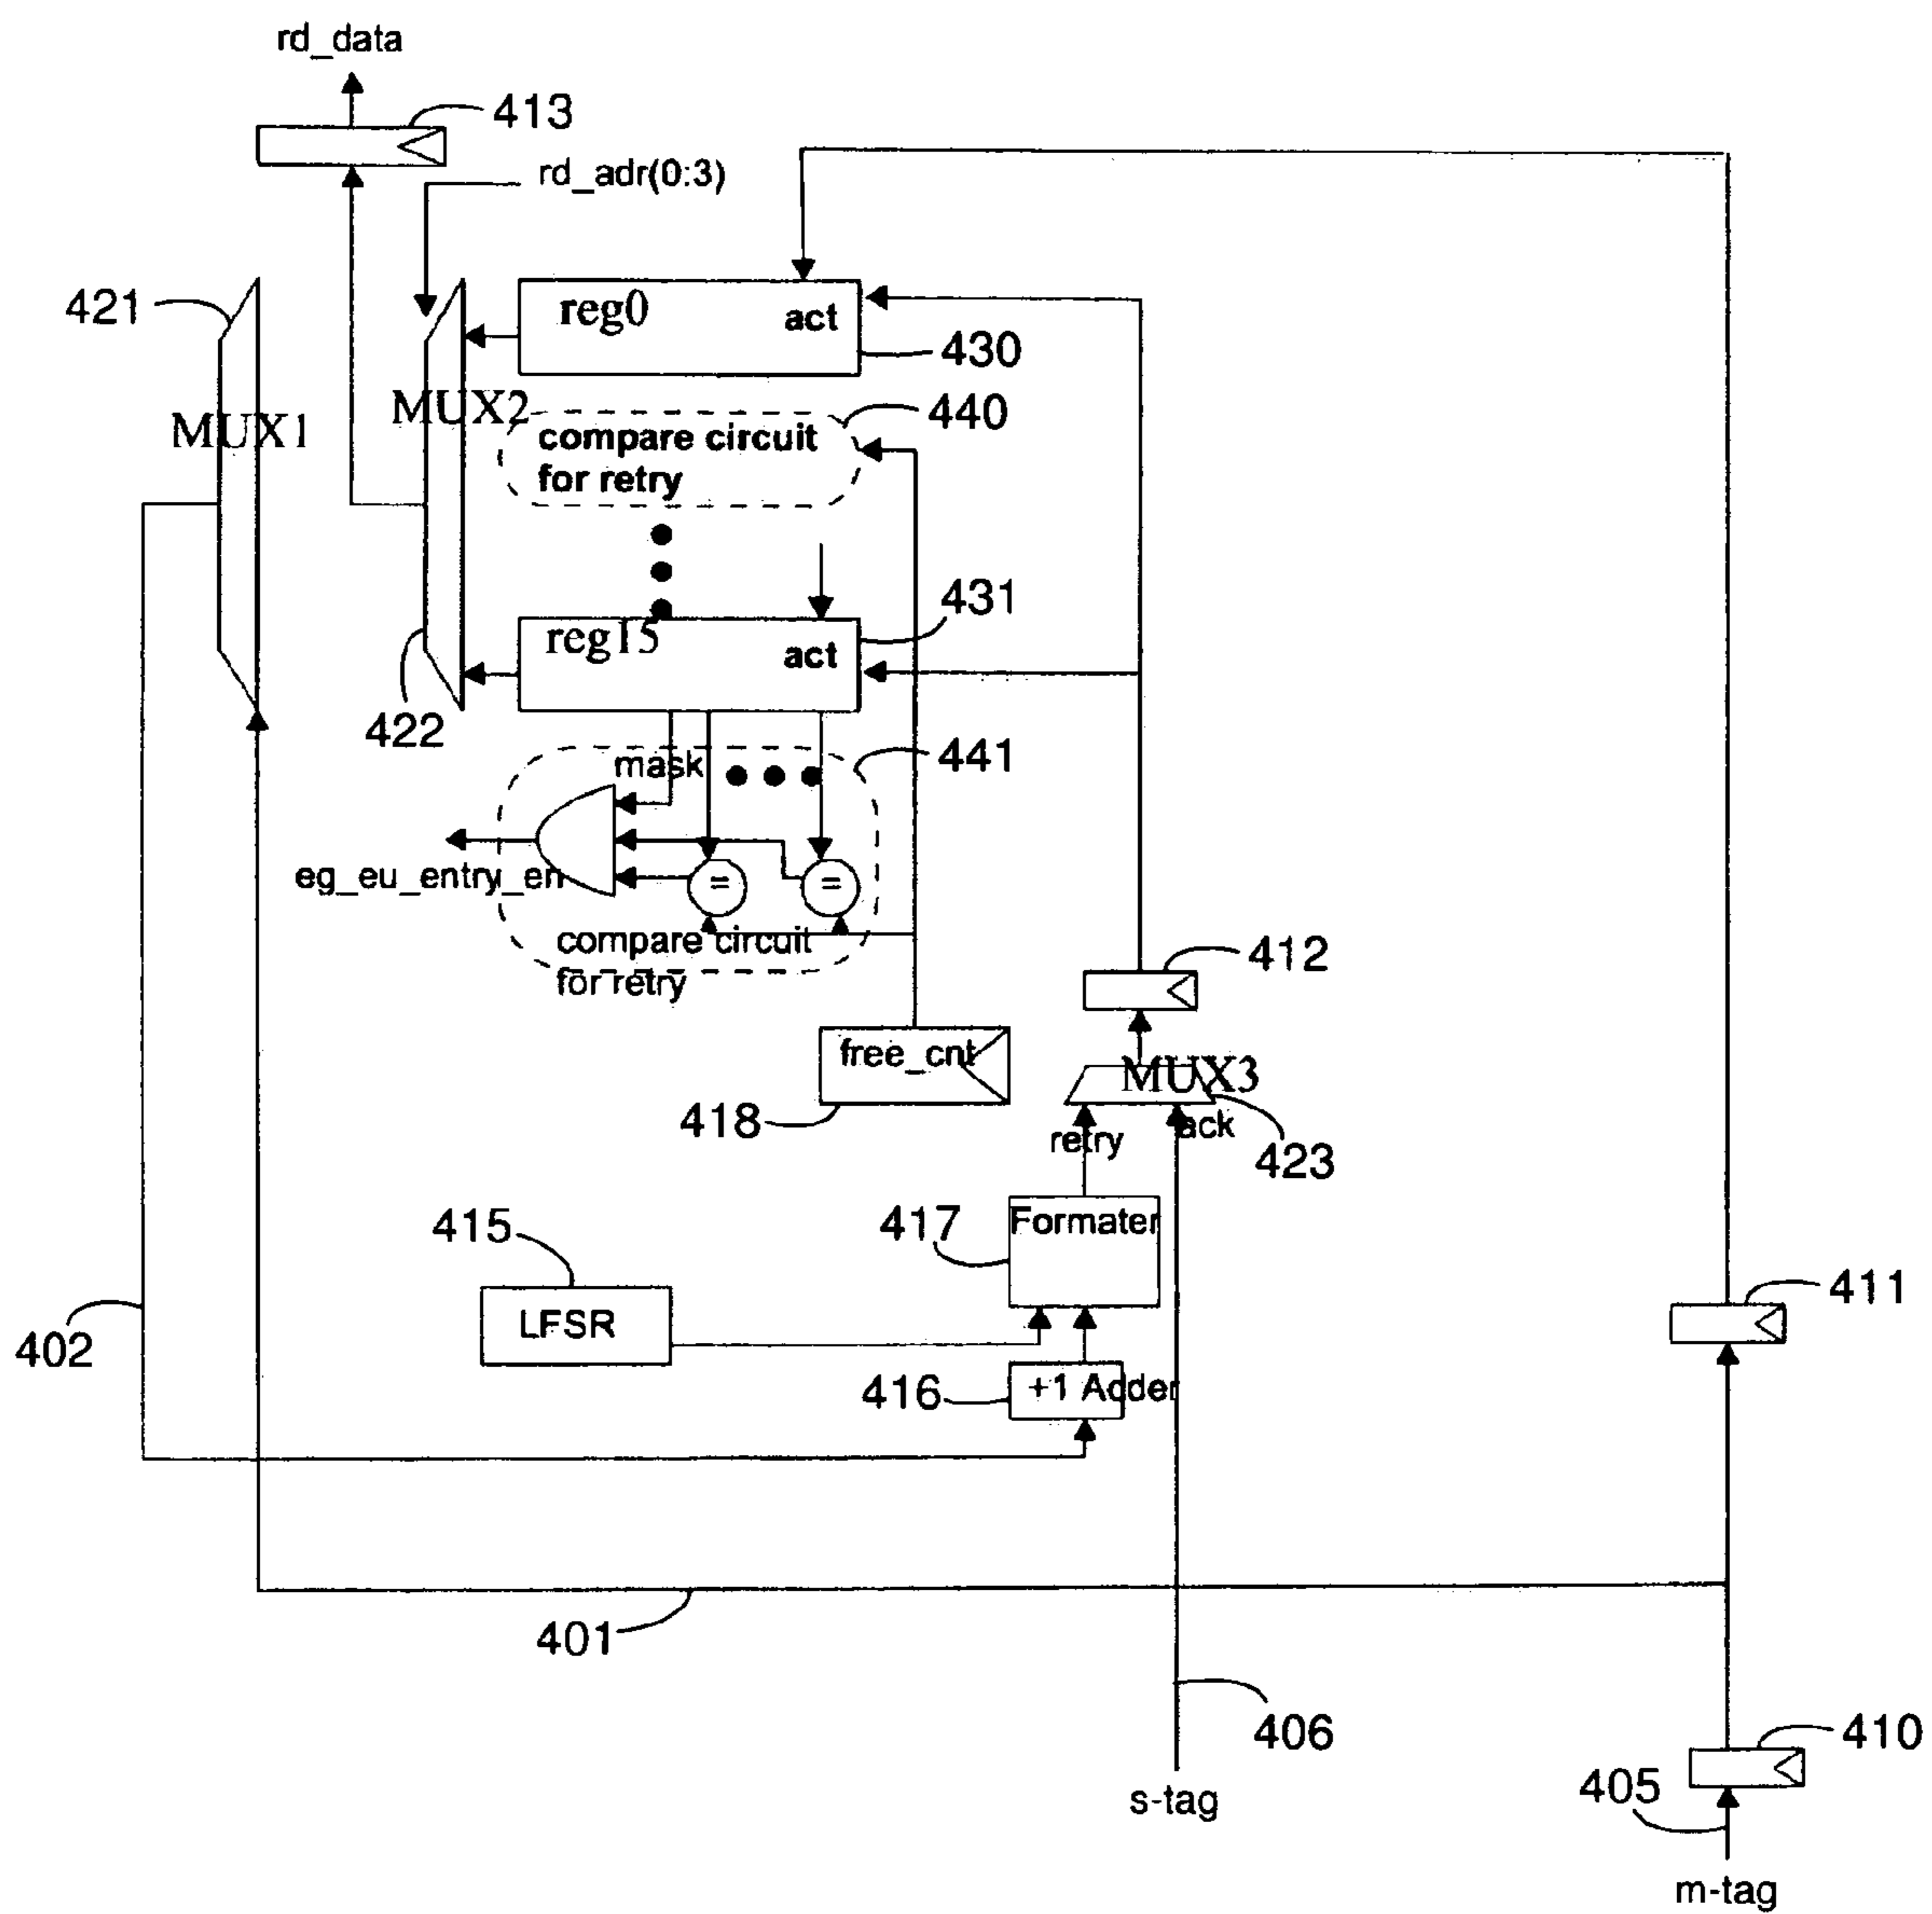 rd_data
413
rd_adr(0:3)
421
reg0
act
430
MUX1
MUX2
440
compare circuit
for retry
431
reg15
act
422
mask
441
eg_eu_entry_en
=
=
compare circuit
for retry
412
free_cnt
MUX3
418
retry
ack
423
415
417
Formater
LFSR
411
402
416
+1 Adder
401
406
410
405
s-tag
m-tag